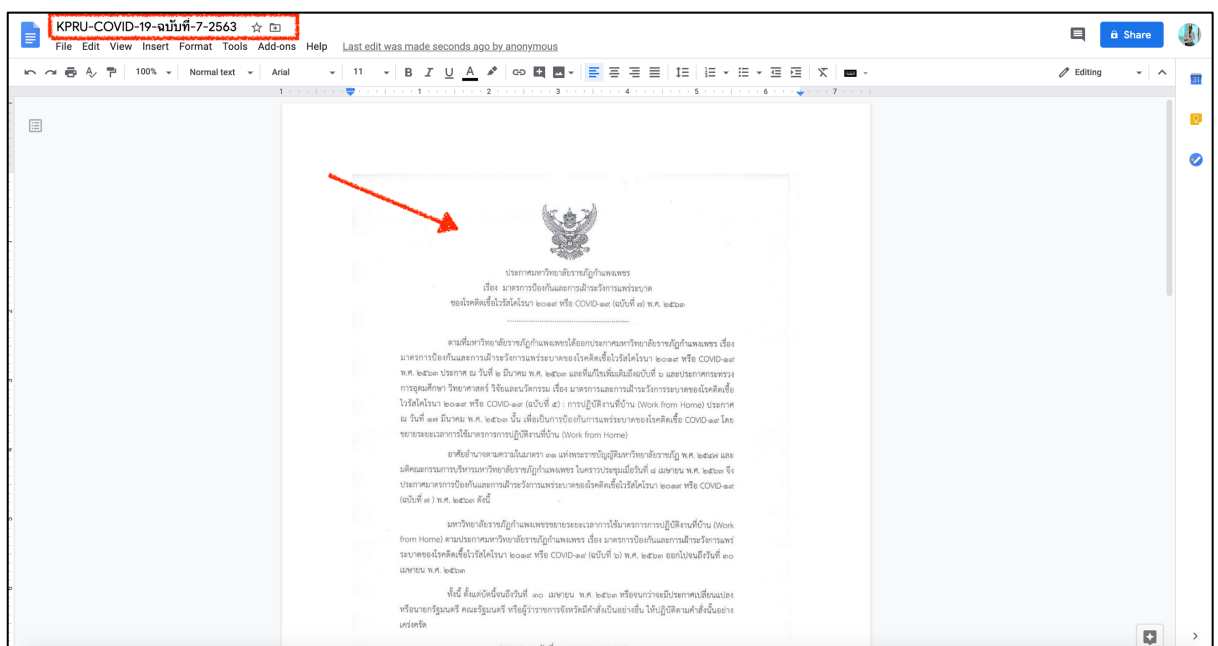 KPRU-COVID-19-ฉบับที่-7-2563
File Edit View Insert Format Tools Add-ons Help Last edit was made seconds ago by anonymous
Share
100% Normal text Arial 11 B I U A Editing
31
1 1 2 3 4 5 6 7
ประกาศมหาวิทยาลัยราชภัฏกำแพงเพชร
เรื่อง มาตรการป้องกันและการเฝ้าระวังการแพร่ระบาด
ของโรคติดเชื้อไวรัสโคโรนา ๒๐๑๙ หรือ COVID-๑๙ (ฉบับที่ ๗) พ.ศ. ๒๕๖๓
ตามที่มหาวิทยาลัยราชภัฏกำแพงเพชรได้ออกประกาศมหาวิทยาลัยราชภัฏกำแพงเพชร เรื่อง
มาตรการป้องกันและการเฝ้าระวังการแพร่ระบาดของโรคติดเชื้อไวรัสโคโรนา ๒๐๑๙ หรือ COVID-๑๙
พ.ศ. ๒๕๖๓ ประกาศ ณ วันที่ ๒ มีนาคม พ.ศ. ๒๕๖๓ และที่แก้ไขเพิ่มเติมถึงฉบับที่ ๖ และประกาศกระทรวง
การอุดมศึกษา วิทยาศาสตร์ วิจัยและนวัตกรรม เรื่อง มาตรการและการเฝ้าระวังการระบาดของโรคติดเชื้อ
ไวรัสโคโรนา ๒๐๑๙ หรือ COVID-๑๙ (ฉบับที่ ๕) : การปฏิบัติงานที่บ้าน (Work from Home) ประกาศ
ณ วันที่ ๑๗ มีนาคม พ.ศ. ๒๕๖๓ นั้น เพื่อเป็นการป้องกันการแพร่ระบาดของโรคติดเชื้อ COVID-๑๙ โดย
ขยายระยะเวลาการใช้มาตรการการปฏิบัติงานที่บ้าน (Work from Home)
อาศัยอำนาจตามความในมาตรา ๓๑ แห่งพระราชบัญญัติมหาวิทยาลัยราชภัฏ พ.ศ. ๒๕๔๗ และ
มติคณะกรรมการบริหารมหาวิทยาลัยราชภัฏกำแพงเพชร ในคราวประชุมเมื่อวันที่ ๘ เมษายน พ.ศ. ๒๕๖๓ จึง
ประกาศมาตรการป้องกันและการเฝ้าระวังการแพร่ระบาดของโรคติดเชื้อไวรัสโคโรนา ๒๐๑๙ หรือ COVID-๑๙
(ฉบับที่ ๗ ) พ.ศ. ๒๕๖๓ ดังนี้
มหาวิทยาลัยราชภัฏกำแพงเพชรขยายระยะเวลาการใช้มาตรการการปฏิบัติงานที่บ้าน (Work
from Home) ตามประกาศมหาวิทยาลัยราชภัฏกำแพงเพชร เรื่อง มาตรการป้องกันและการเฝ้าระวังการแพร่
ระบาดของโรคติดเชื้อไวรัสโคโรนา ๒๐๑๙ หรือ COVID-๑๙ (ฉบับที่ ๖) พ.ศ. ๒๕๖๓ ออกไปจนถึงวันที่ ๓๐
เมษายน พ.ศ. ๒๕๖๓
ทั้งนี้ ตั้งแต่บัดนี้จนถึงวันที่ ๓๐ เมษายน พ.ศ. ๒๕๖๓ หรือจนกว่าจะมีประกาศเปลี่ยนแปลง
หรือนายกรัฐมนตรี คณะรัฐมนตรี หรือผู้ว่าราชการจังหวัดมีคำสั่งเป็นอย่างอื่น ให้ปฏิบัติตามคำสั่งนั้นอย่าง
เคร่งครัด